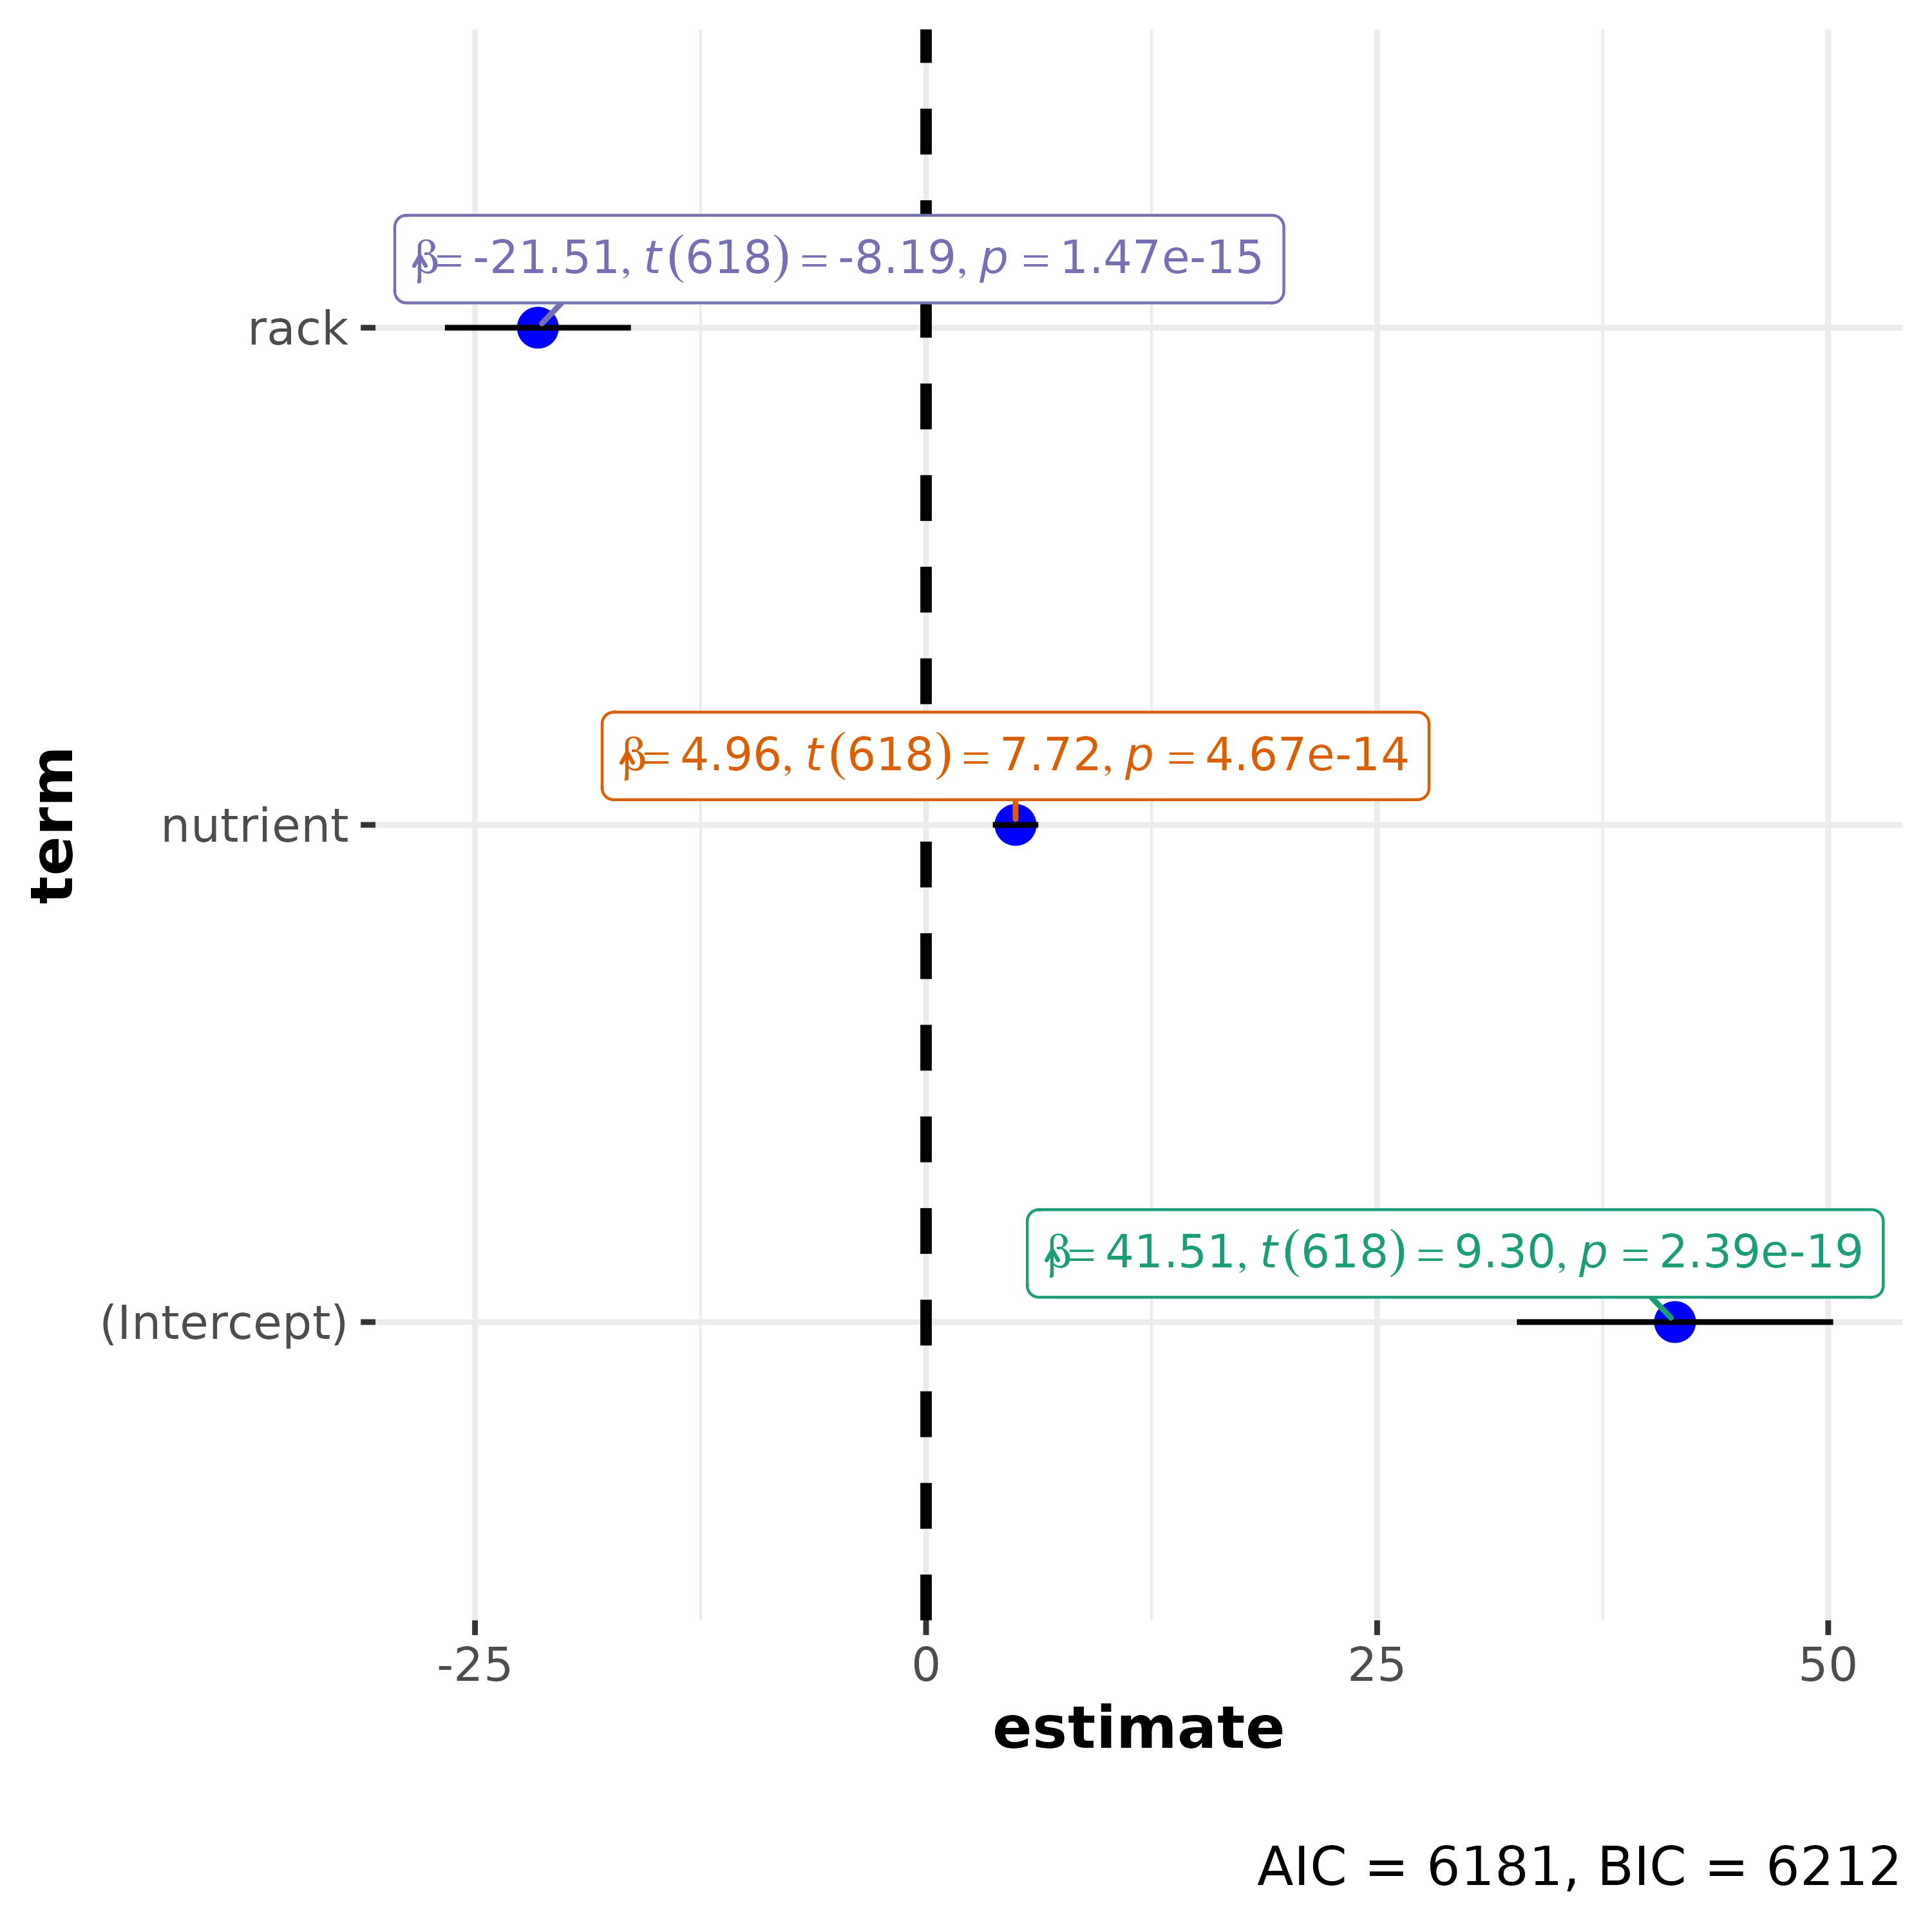 rack
β̂ = -21.51, t(618) = -8.19, p = 1.47e-15
nutrient
β̂ = 4.96, t(618) = 7.72, p = 4.67e-14
(Intercept)
β̂ = 41.51, t(618) = 9.30, p = 2.39e-19
term
-25 0 25 50
estimate
AIC = 6181, BIC = 6212